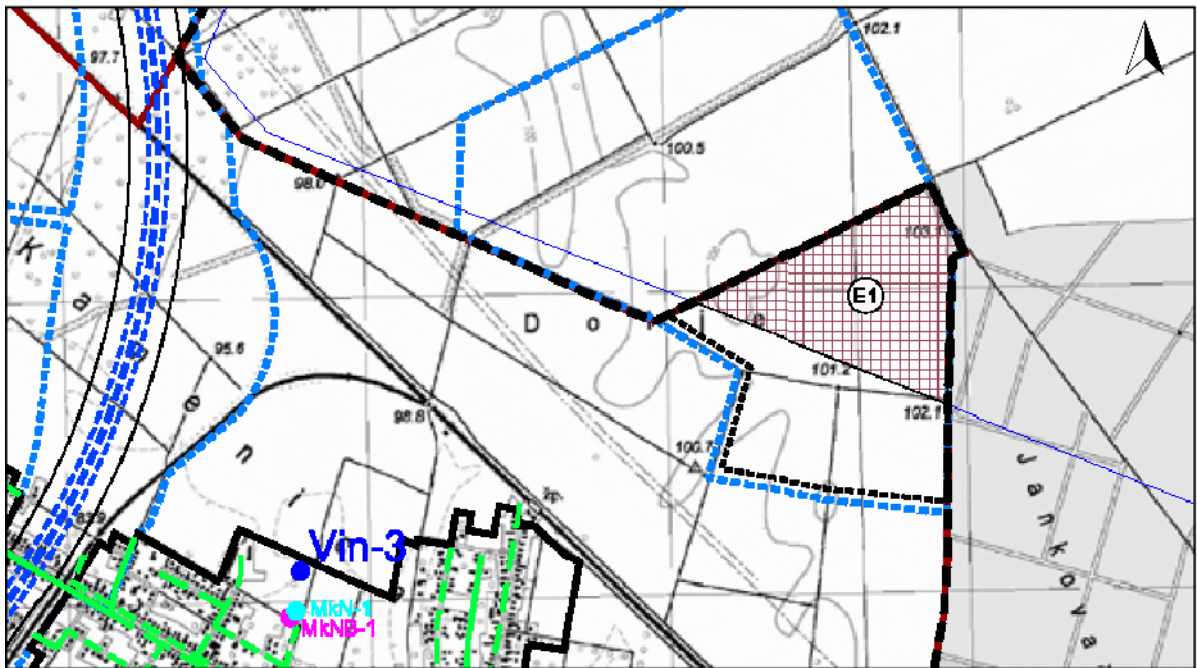 102.1
97.7
100.5
98.0
103.1
E1
D o l i c
K a m e n i
95.6
101.2
102.1
98.8
100.7
J a n k o v a
Vin-3
MkN-1
MkNB-1